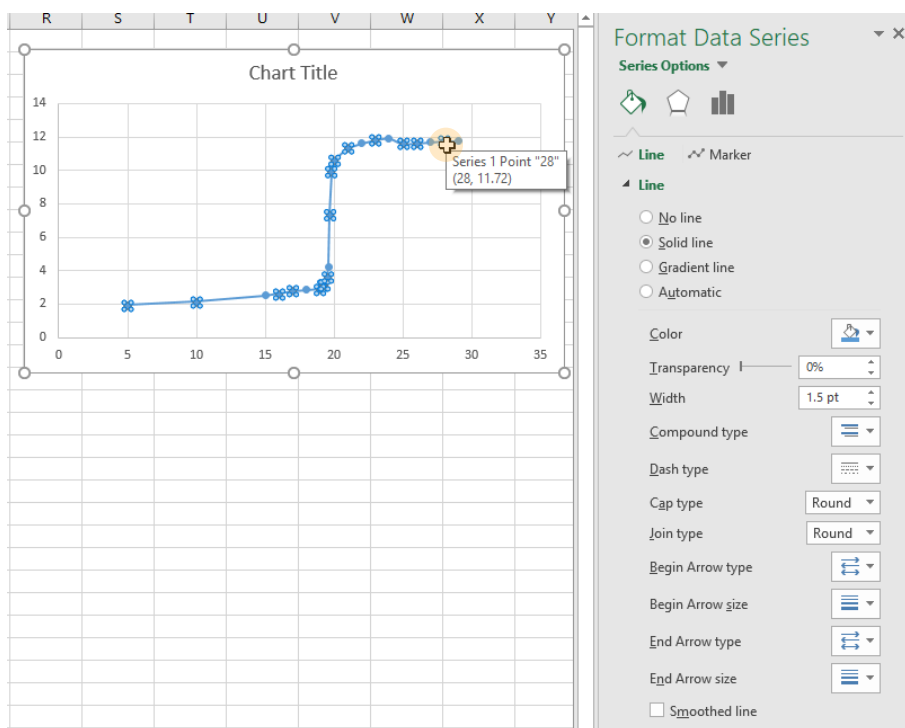 R S T U V W X Y
Chart Title
14
12
10
8
6
4
2
0
0 5 10 15 20 25 30 35
Series 1 Point "28"
(28, 11.72)
Format Data Series
Series Options
Line Marker
Line
No line
Solid line
Gradient line
Automatic
Color
Transparency 0%
Width 1.5 pt
Compound type
Dash type
Cap type Round
Join type Round
Begin Arrow type
Begin Arrow size
End Arrow type
End Arrow size
Smoothed line